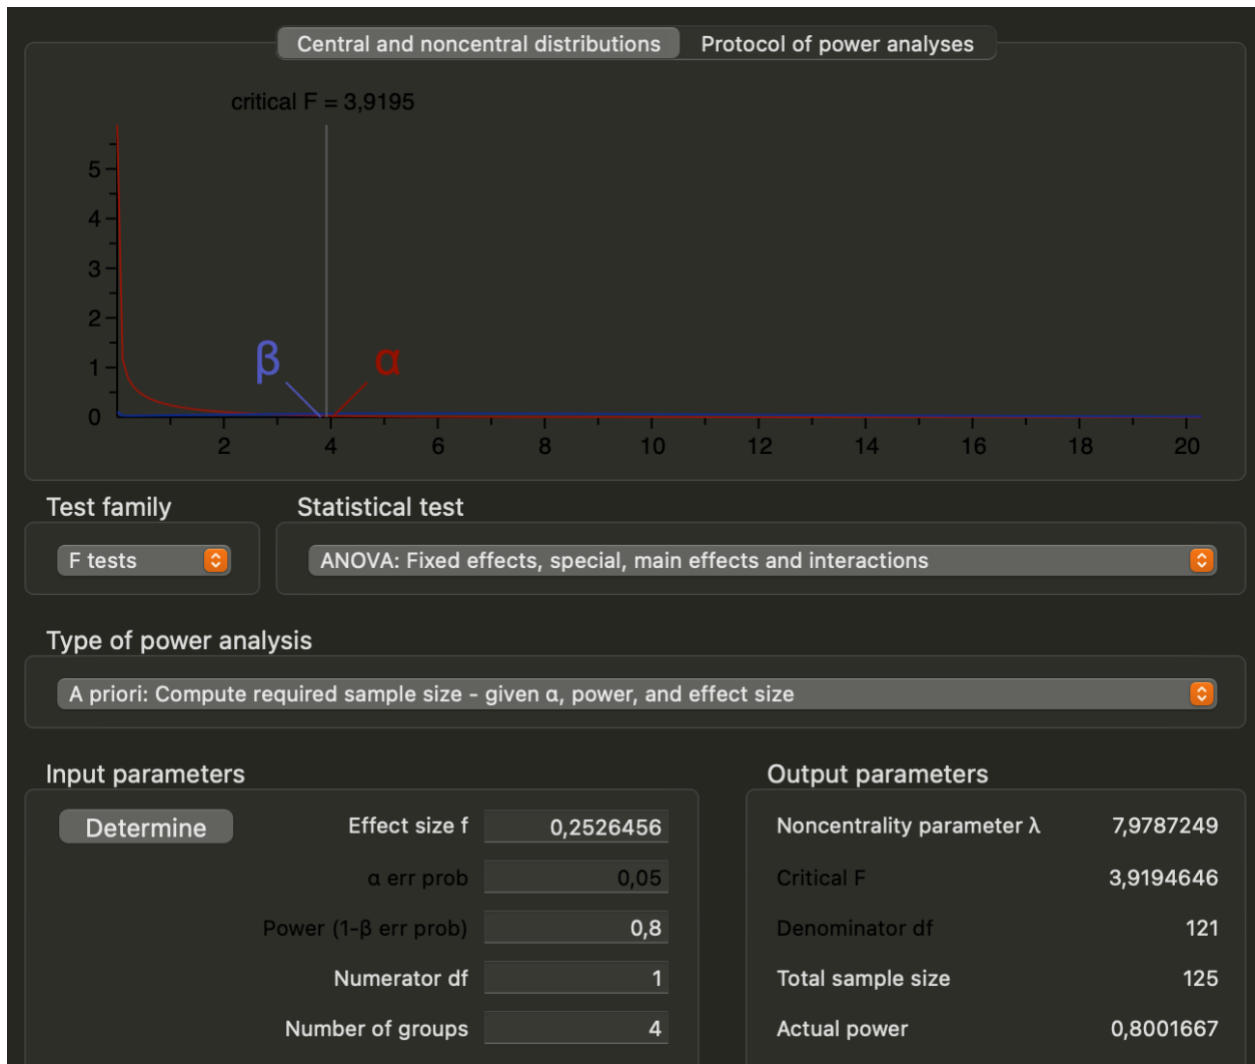 Central and noncentral distributions Protocol of power analyses
critical F = 3,9195
5
4
3
2
1
0
β α
2 4 6 8 10 12 14 16 18 20
Test family Statistical test
F tests ANOVA: Fixed effects, special, main effects and interactions
Type of power analysis
A priori: Compute required sample size - given α, power, and effect size
Input parameters Output parameters
Determine Effect size f 0,2526456 Noncentrality parameter λ 7,9787249
α err prob 0,05 Critical F 3,9194646
Power (1-β err prob) 0,8 Denominator df 121
Numerator df 1 Total sample size 125
Number of groups 4 Actual power 0,8001667